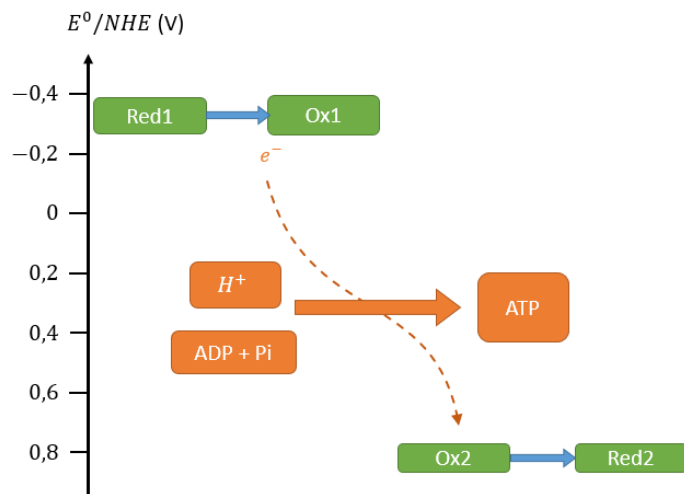 E⁰/NHE (V)
−0,4
Red1
Ox1
−0,2
e⁻
0
0,2
H⁺
ATP
0,4
ADP + Pi
0,6
0,8
Ox2
Red2